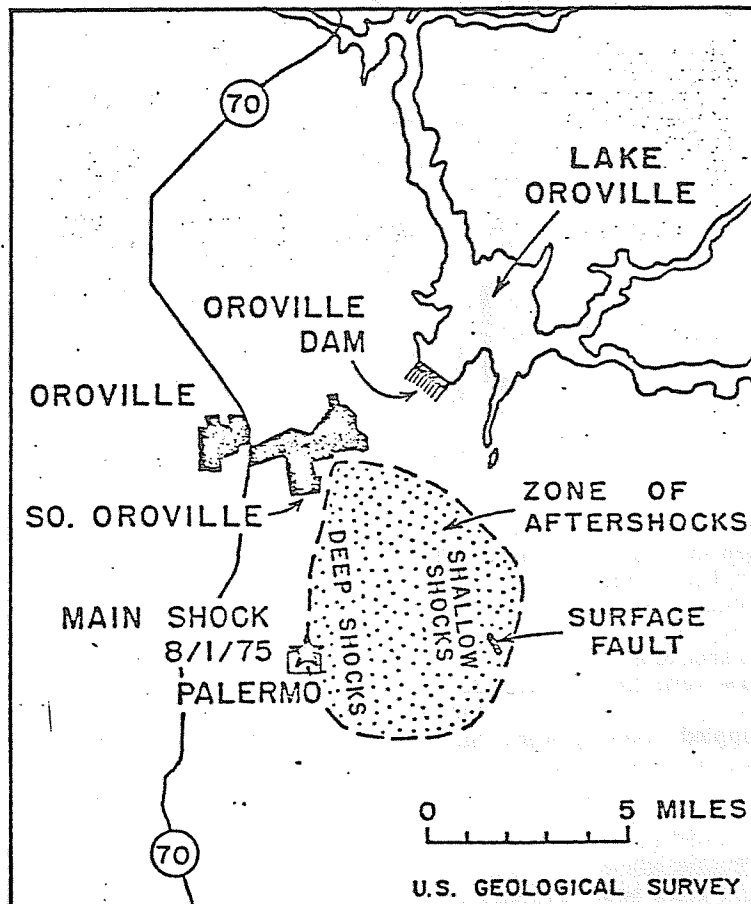 70
LAKE
OROVILLE
OROVILLE
DAM
OROVILLE
SO. OROVILLE
ZONE OF
AFTERSHOCKS
DEEP SHOCKS
SHALLOW
SHOCKS
MAIN SHOCK
8/1/75
PALERMO
SURFACE
FAULT
0 5 MILES
70
U.S. GEOLOGICAL SURVEY